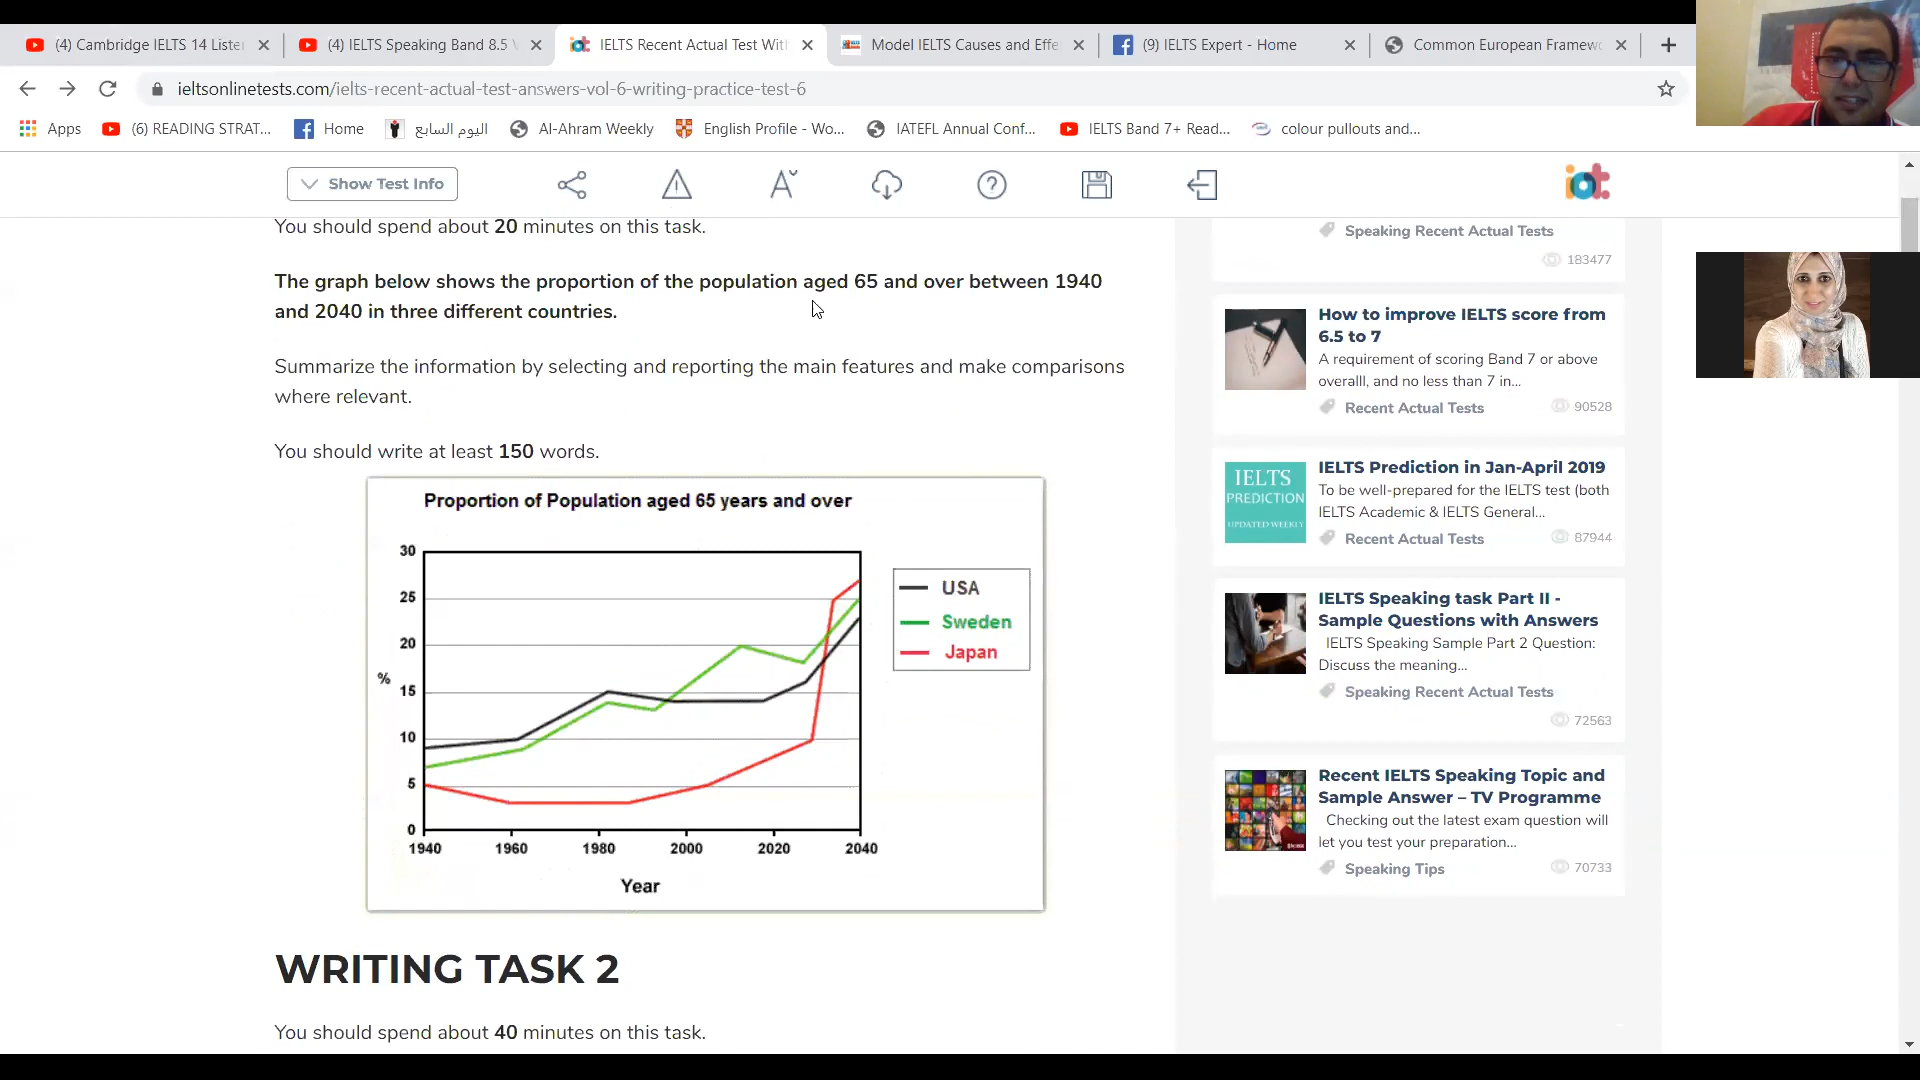 (4) Cambridge IELTS 14 Liste
(4) IELTS Speaking Band 8.5
IELTS Recent Actual Test Wit
Model IELTS Causes and Effe
(9) IELTS Expert - Home
Common European Framew
ieltsonlinetests.com/ielts-recent-actual-test-answers-vol-6-writing-practice-test-6
Apps
(6) READING STRAT...
Home
اليوم السابع
Al-Ahram Weekly
English Profile - Wo...
IATEFL Annual Conf...
IELTS Band 7+ Read...
colour pullouts and...
Show Test Info
iot.
You should spend about 20 minutes on this task.
The graph below shows the proportion of the population aged 65 and over between 1940
and 2040 in three different countries.
Summarize the information by selecting and reporting the main features and make comparisons
where relevant.
You should write at least 150 words.
Proportion of Population aged 65 years and over
30
25
20
15
10
5
0
%
1940 1960 1980 2000 2020 2040
Year
USA
Sweden
Japan
WRITING TASK 2
You should spend about 40 minutes on this task.
Speaking Recent Actual Tests
183477
How to improve IELTS score from
6.5 to 7
A requirement of scoring Band 7 or above
overalll, and no less than 7 in...
Recent Actual Tests
90528
IELTS
PREDICTION
UPDATED WEEKLY
IELTS Prediction in Jan-April 2019
To be well-prepared for the IELTS test (both
IELTS Academic & IELTS General...
Recent Actual Tests
87944
IELTS Speaking task Part II -
Sample Questions with Answers
IELTS Speaking Sample Part 2 Question:
Discuss the meaning...
Speaking Recent Actual Tests
72563
Recent IELTS Speaking Topic and
Sample Answer – TV Programme
Checking out the latest exam question will
let you test your preparation...
Speaking Tips
70733